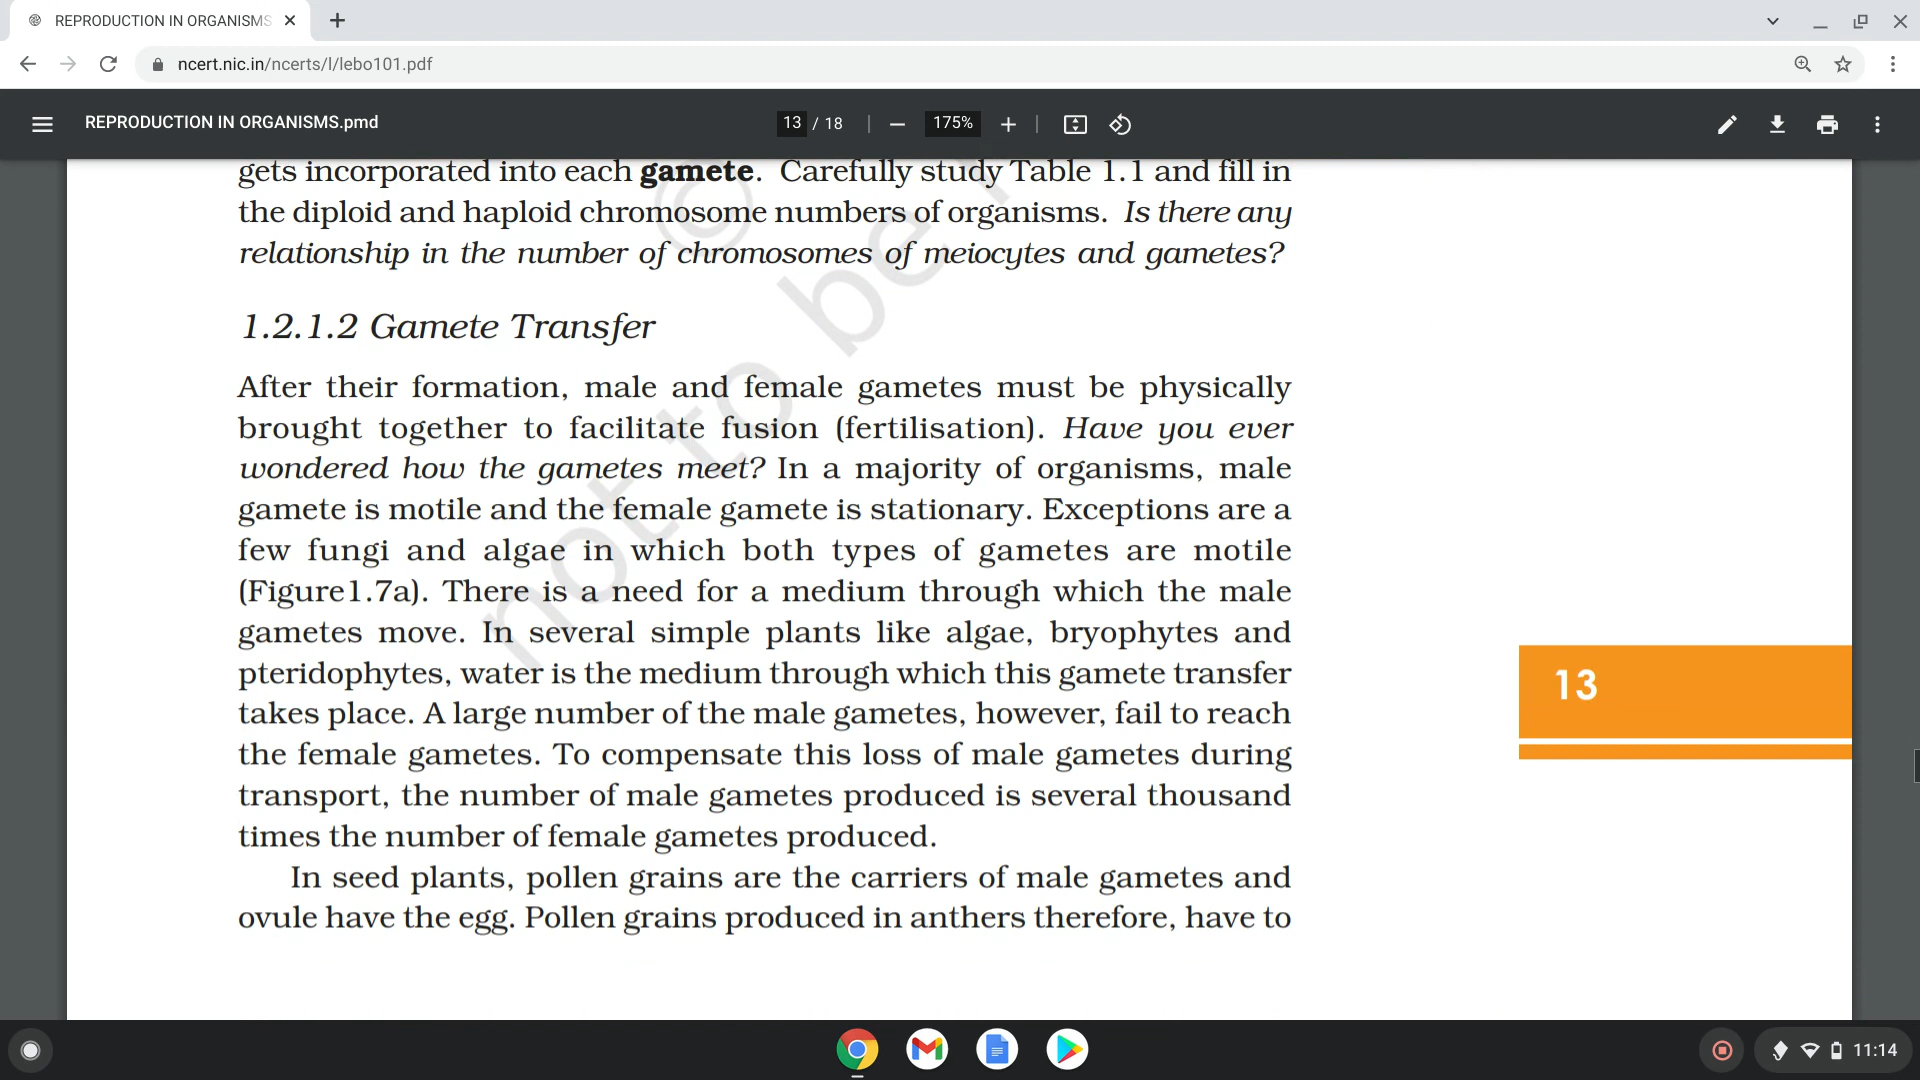 REPRODUCTION IN ORGANISMS
ncert.nic.in/ncerts/l/lebo101.pdf
REPRODUCTION IN ORGANISMS.pmd
13 / 18
175%
gets incorporated into each gamete. Carefully study Table 1.1 and fill in
the diploid and haploid chromosome numbers of organisms. Is there any
relationship in the number of chromosomes of meiocytes and gametes?
1.2.1.2 Gamete Transfer
After their formation, male and female gametes must be physically
brought together to facilitate fusion (fertilisation). Have you ever
wondered how the gametes meet? In a majority of organisms, male
gamete is motile and the female gamete is stationary. Exceptions are a
few fungi and algae in which both types of gametes are motile
(Figure1.7a). There is a need for a medium through which the male
gametes move. In several simple plants like algae, bryophytes and
pteridophytes, water is the medium through which this gamete transfer
takes place. A large number of the male gametes, however, fail to reach
the female gametes. To compensate this loss of male gametes during
transport, the number of male gametes produced is several thousand
times the number of female gametes produced.
In seed plants, pollen grains are the carriers of male gametes and
ovule have the egg. Pollen grains produced in anthers therefore, have to
13
©
not to be
11:14